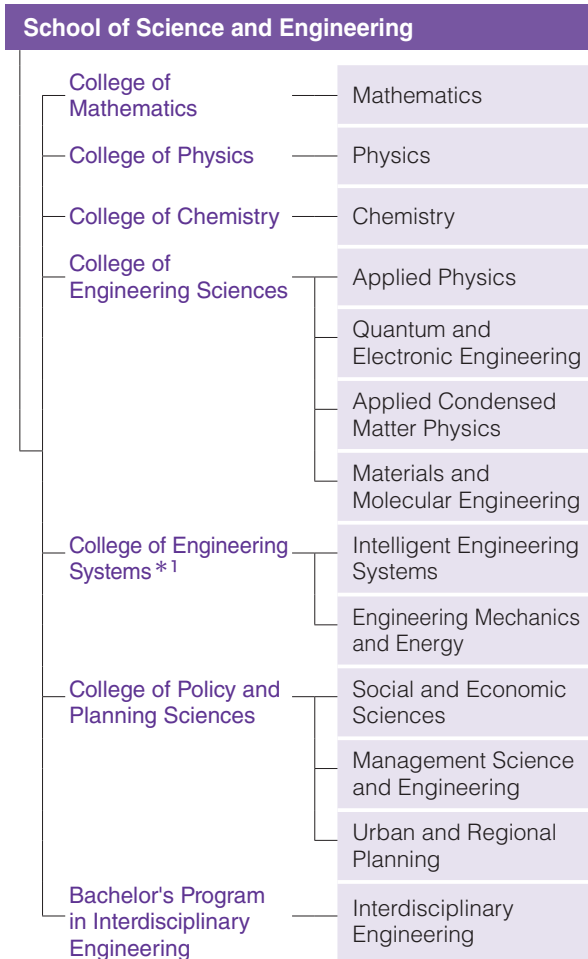 School of Science and Engineering
College of
Mathematics
Mathematics
College of Physics
Physics
College of Chemistry
Chemistry
College of
Engineering Sciences
Applied Physics
Quantum and
Electronic Engineering
Applied Condensed
Matter Physics
Materials and
Molecular Engineering
College of Engineering
Systems＊1
Intelligent Engineering
Systems
Engineering Mechanics
and Energy
College of Policy and
Planning Sciences
Social and Economic
Sciences
Management Science
and Engineering
Urban and Regional
Planning
Bachelor's Program
in Interdisciplinary
Engineering
Interdisciplinary
Engineering